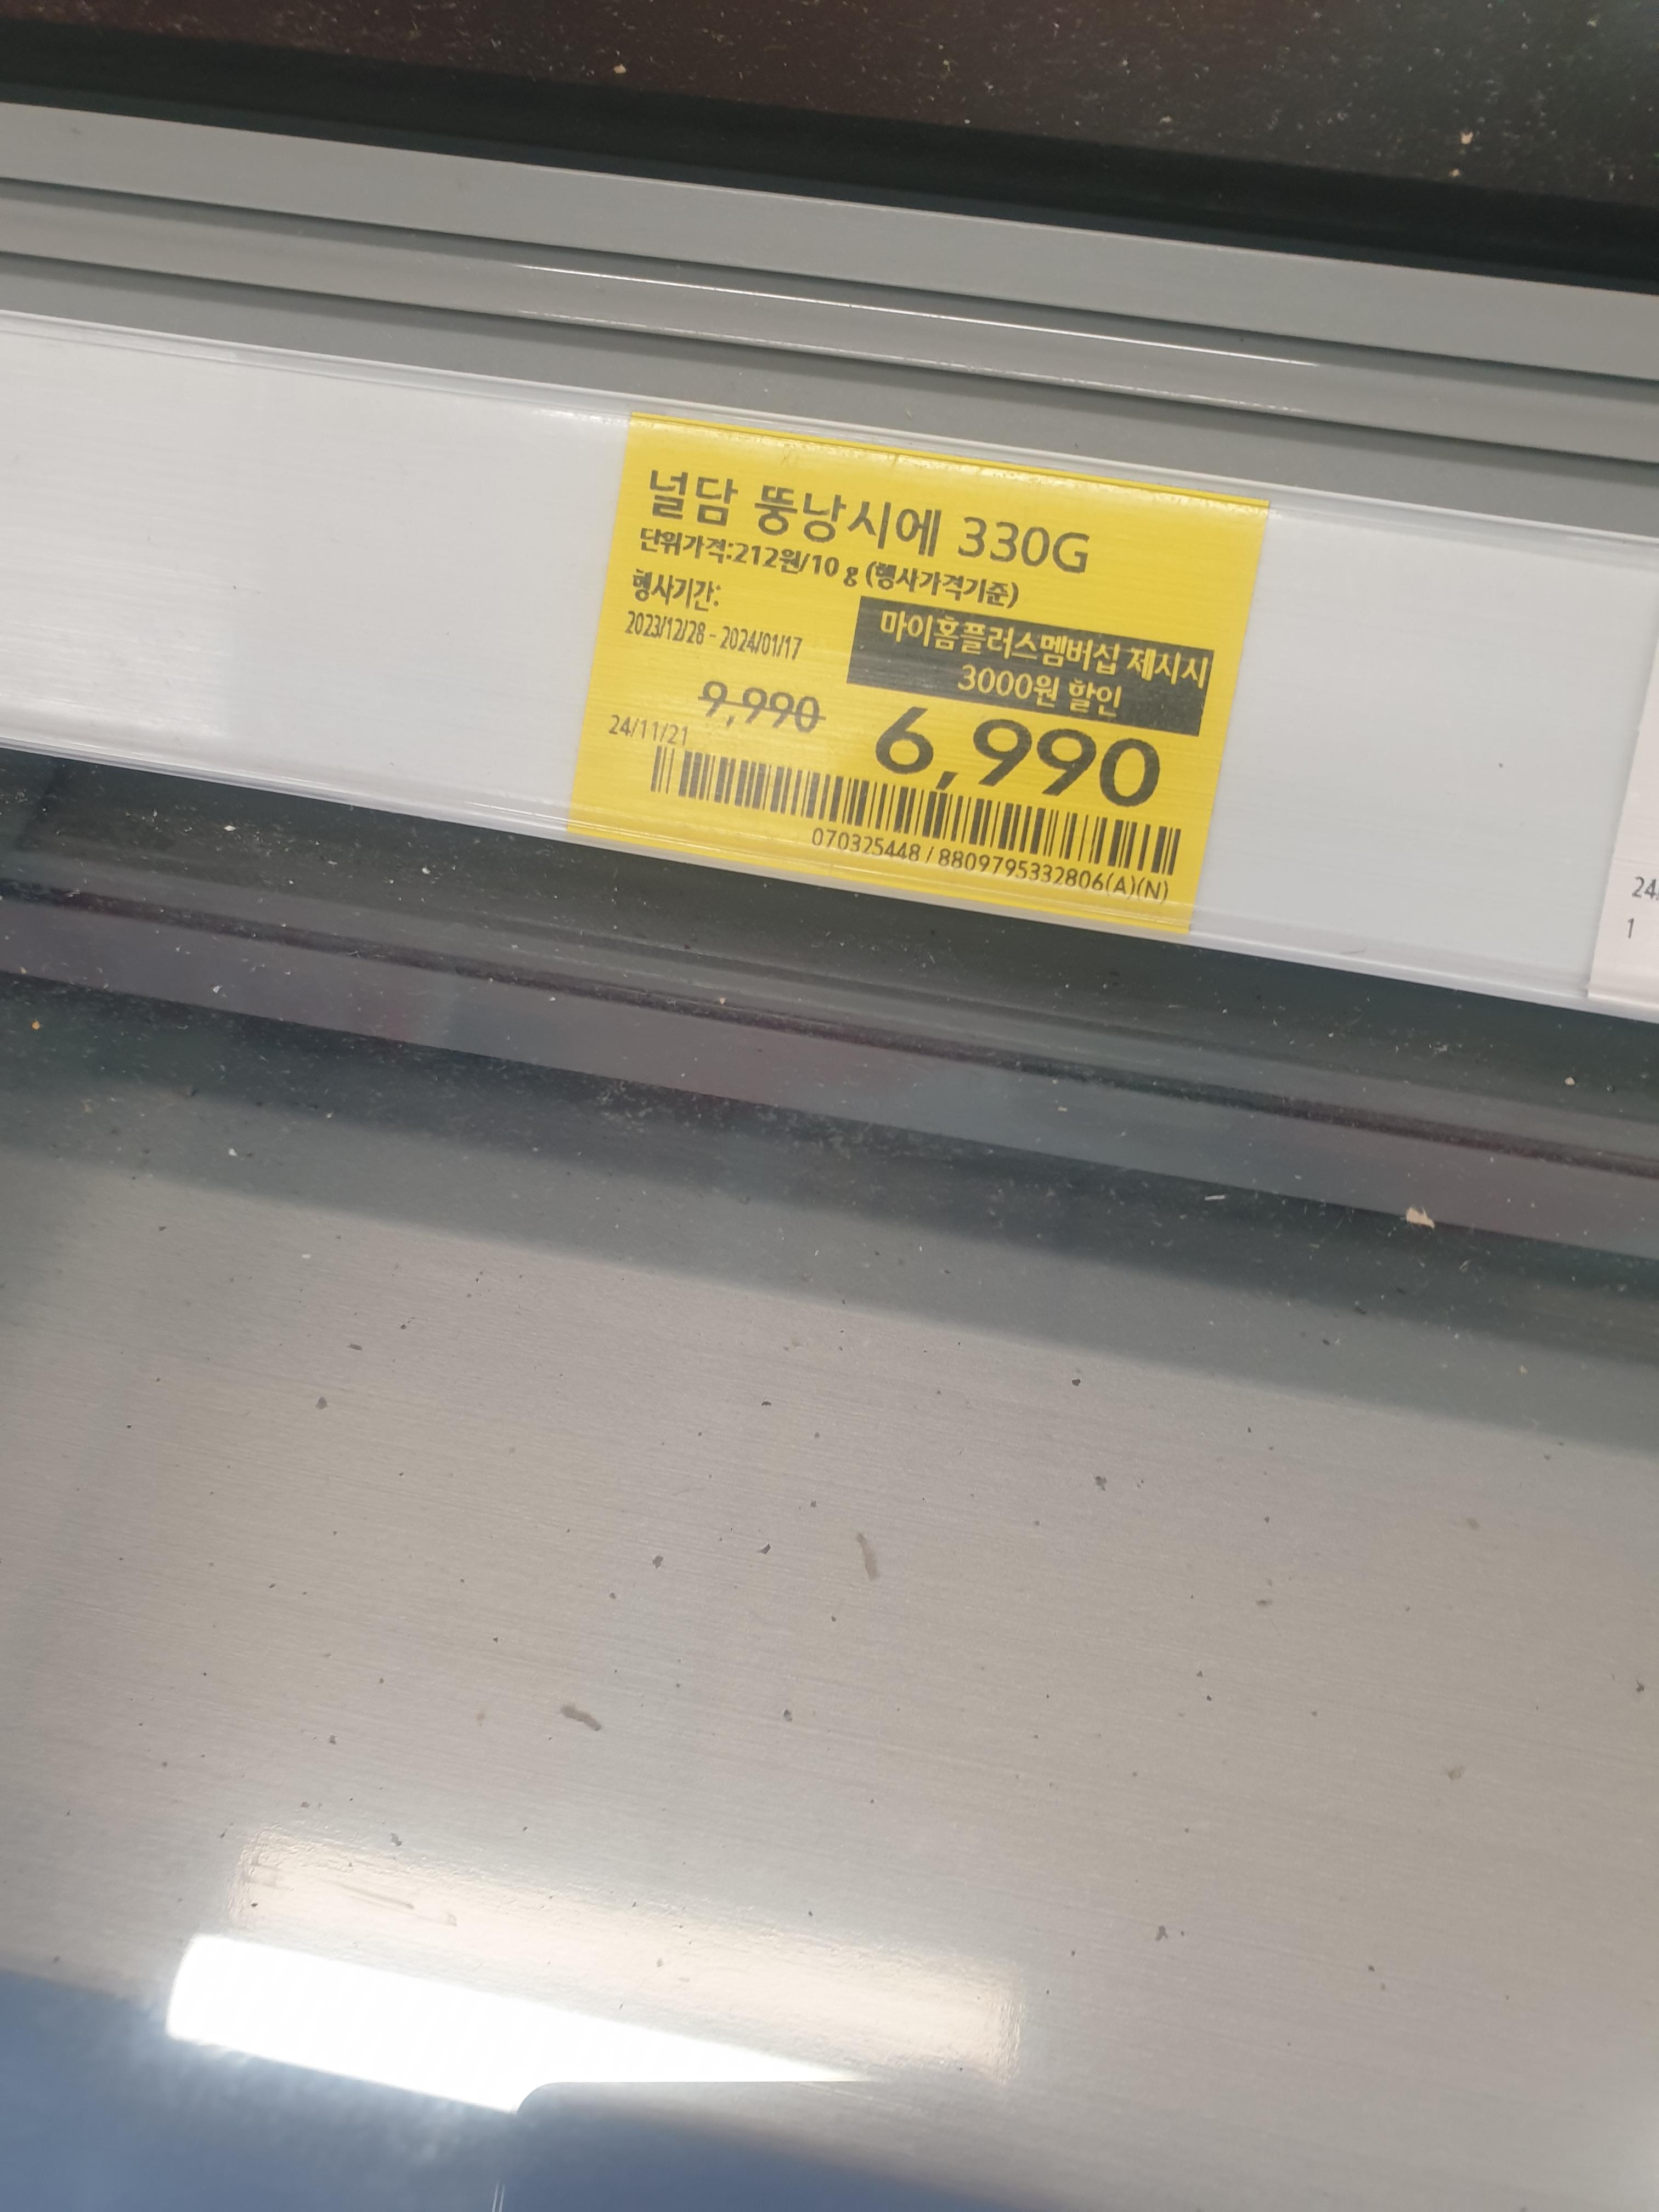 널담 뚱낭시에 330G
단위가격:212원/10 g (행사가격기준)
행사기간:
2023/12/28 - 2024/01/17
마이홈플러스멤버십 제시시
3000원 할인
9,990
6,990
24/11/21
070325448 / 8809795332806(A)(N)
24/
1